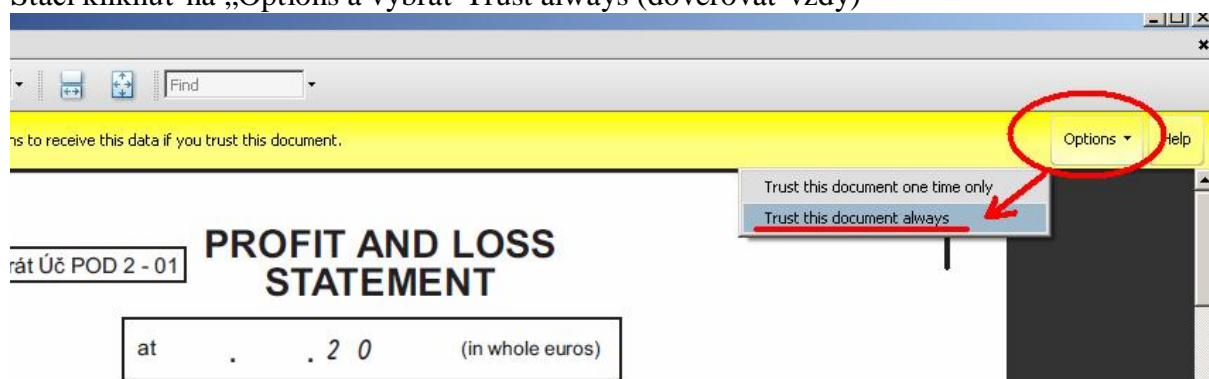 Stačí kliknúť na „Options a vybrať Trust always (dôverovať vždy)
Find
ns to receive this data if you trust this document.
Options
Help
Trust this document one time only
Trust this document always
rát Úč POD 2 - 01
PROFIT AND LOSS
STATEMENT
at . . 2 0 (in whole euros)